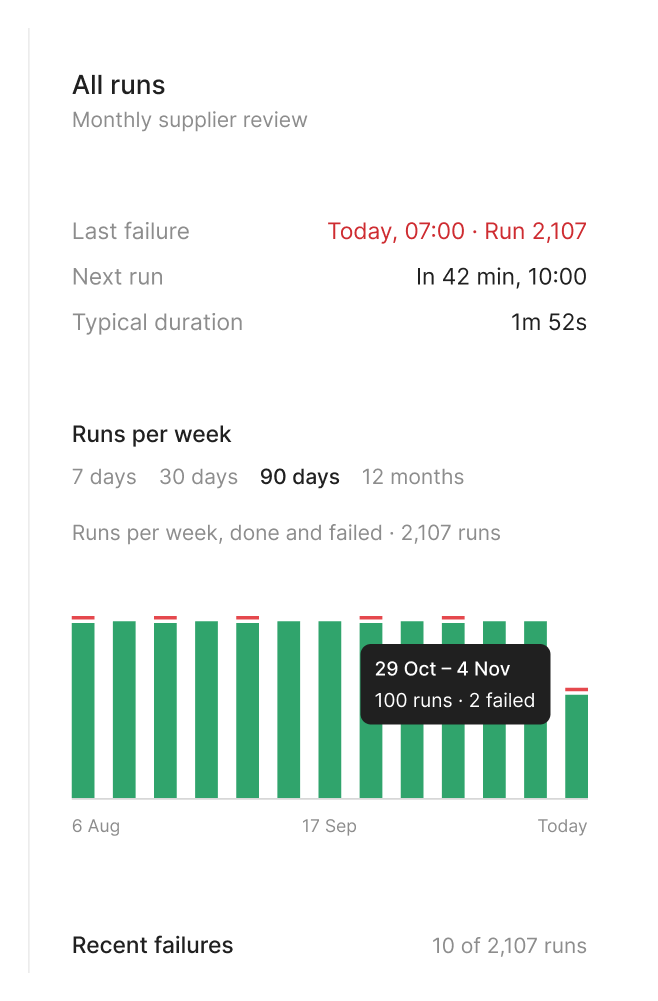 All runs
Monthly supplier review
Last failure Today, 07:00 · Run 2,107
Next run In 42 min, 10:00
Typical duration 1m 52s
Runs per week
7 days 30 days 90 days 12 months
Runs per week, done and failed · 2,107 runs
29 Oct – 4 Nov
100 runs · 2 failed
6 Aug 17 Sep Today
Recent failures 10 of 2,107 runs